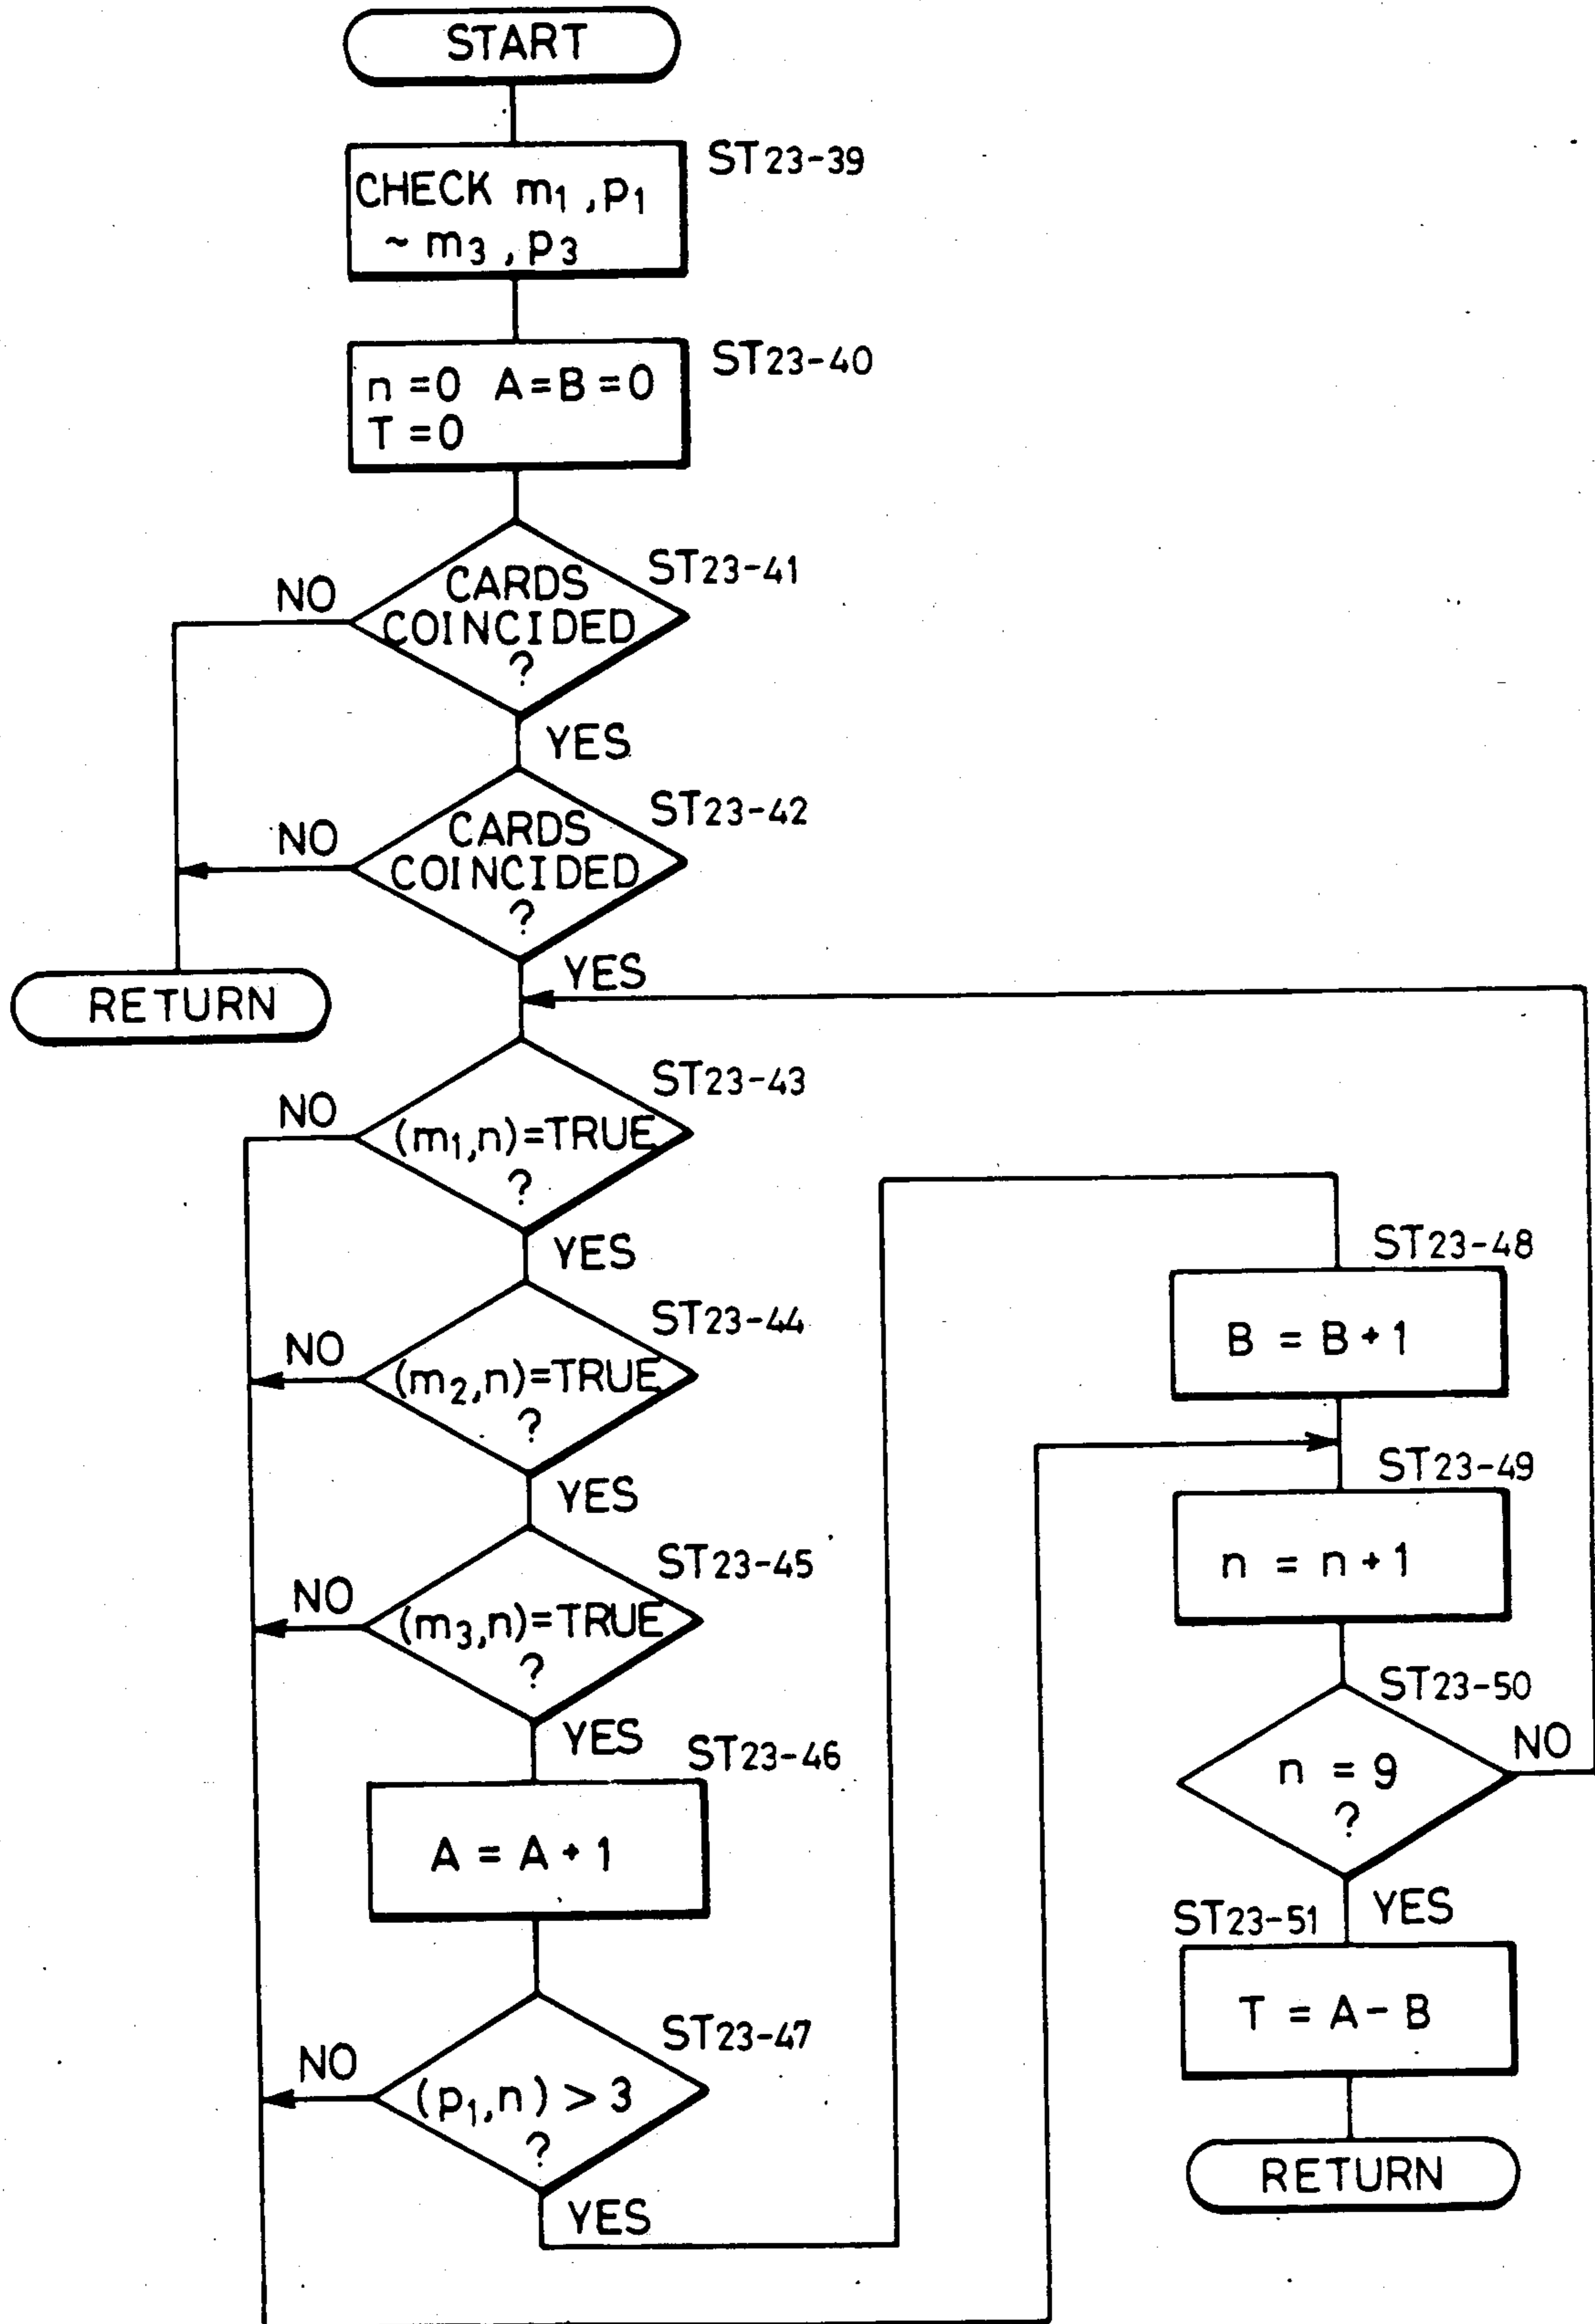 START
ST23-39
CHECK m₁,p₁
~ m₃,p₃
ST23-40
n=0 A=B=0
T=0
ST23-41
NO
CARDS
COINCIDED
?
YES
ST23-42
NO
CARDS
COINCIDED
?
YES
RETURN
ST23-43
NO
(m₁,n)=TRUE
?
YES
ST23-44
NO
(m₂,n)=TRUE
?
YES
ST23-45
NO
(m₃,n)=TRUE
?
YES
ST23-46
A = A+1
ST23-47
NO
(p₁,n) > 3
?
YES
ST23-48
B = B+1
ST23-49
n = n+1
ST23-50
NO
n = 9
?
YES
ST23-51
T = A-B
RETURN